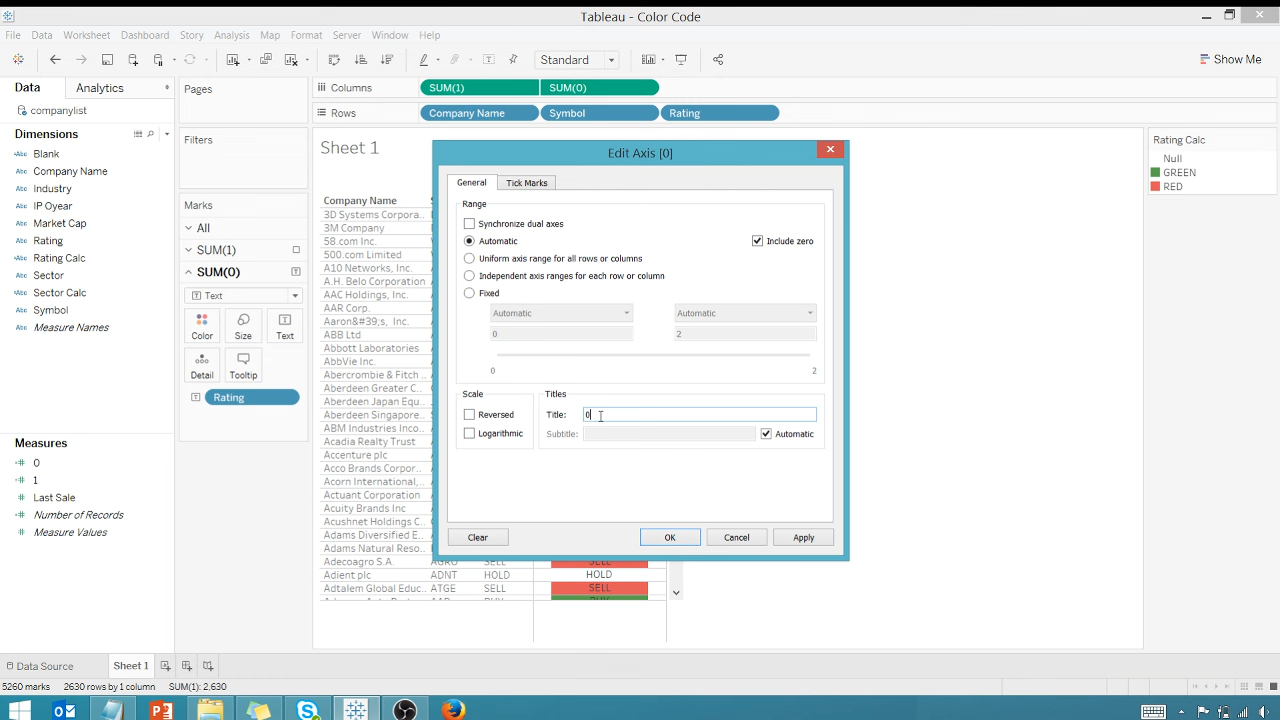 Tableau - Color Code
File Data Worksheet Dashboard Story Analysis Map Format Server Window Help
Standard
Show Me
Data Analytics
companylist
Dimensions
Blank
Company Name
Industry
IP Oyear
Market Cap
Rating
Rating Calc
Sector
Sector Calc
Symbol
Measure Names
Measures
0
1
Last Sale
Number of Records
Measure Values
Pages
Filters
Marks
All
SUM(1)
SUM(0)
Text
Color Size Text
Detail Tooltip
Rating
Columns SUM(1) SUM(0)
Rows Company Name Symbol Rating
Sheet 1
Company Name
3D Systems Corpora..
3M Company
58.com Inc.
500.com Limited
A10 Networks, Inc.
A.H. Belo Corporation
AAC Holdings, Inc.
AAR Corp.
Aaron&#39;s, Inc.
ABB Ltd
Abbott Laboratories
AbbVie Inc.
Abercrombie & Fitch ..
Aberdeen Greater C..
Aberdeen Japan Equ..
Aberdeen Singapore..
ABM Industries Inco..
Acadia Realty Trust
Accenture plc
Acco Brands Corpor..
Acorn International,..
Actuant Corporation
Acuity Brands Inc
Acushnet Holdings C..
Adams Diversified E..
Adams Natural Reso..
Adecoagro S.A. AGRO SELL SELL
Adient plc ADNT HOLD HOLD
Adtalem Global Educ.. ATGE SELL SELL
Edit Axis [0]
General Tick Marks
Range
Synchronize dual axes
Automatic Include zero
Uniform axis range for all rows or columns
Independent axis ranges for each row or column
Fixed
Automatic Automatic
0 2
0 2
Scale
Reversed
Logarithmic
Titles
Title: 0
Subtitle: Automatic
Clear OK Cancel Apply
Rating Calc
Null
GREEN
RED
Data Source Sheet 1
5260 marks 2630 rows by 1 column SUM(1): 2,630